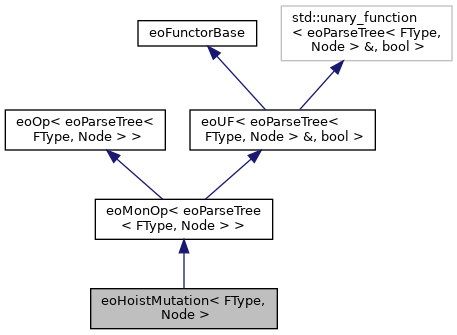 eoFunctorBase
std::unary_function
< eoParseTree< FType,
Node > &, bool >
eoOp< eoParseTree<
FType, Node > >
eoUF< eoParseTree<
FType, Node > &, bool >
eoMonOp< eoParseTree
< FType, Node > >
eoHoistMutation< FType,
Node >